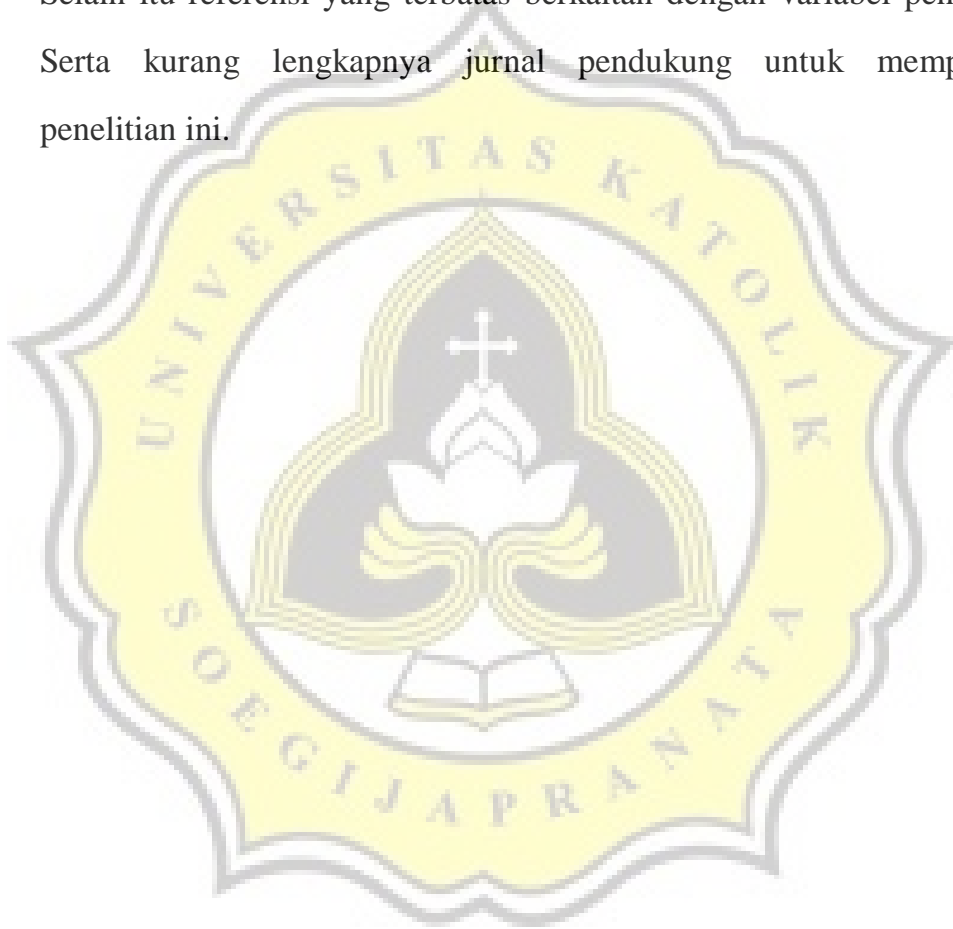 Selain itu referensi yang terbatas berkaitan dengan variabel
Serta kurang lengkapnya jurnal pendukung untuk
penelitian ini.
UNIVERSITAS KATOLIK
SOEGIJAPRANATA